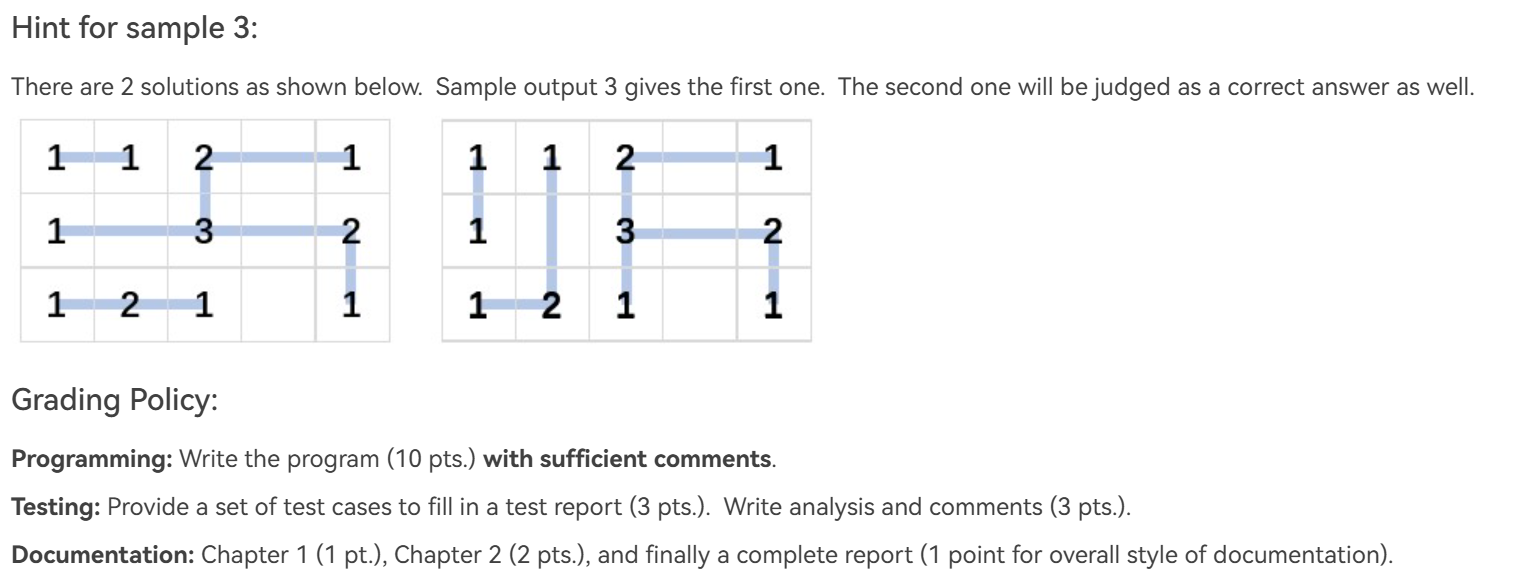 Hint for sample 3:
There are 2 solutions as shown below.  Sample output 3 gives the first one.  The second one will be judged as a correct answer as well.
1 1 2 1
1 3 2
1 2 1 1
1 1 2 1
1 3 2
1 2 1 1
Grading Policy:
Programming: Write the program (10 pts.) with sufficient comments.
Testing: Provide a set of test cases to fill in a test report (3 pts.).  Write analysis and comments (3 pts.).
Documentation: Chapter 1 (1 pt.), Chapter 2 (2 pts.), and finally a complete report (1 point for overall style of documentation).